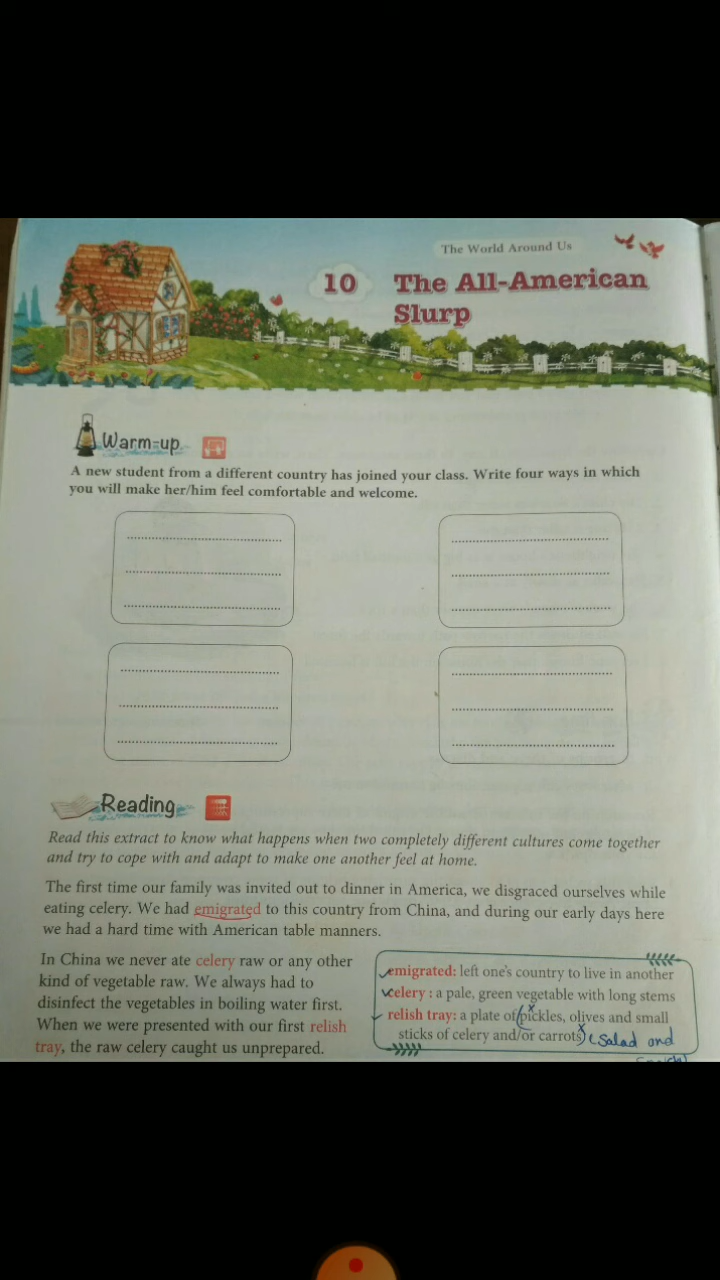 The World Around Us
10 The All-American
Slurp
Warm-up
A new student from a different country has joined your class. Write four ways in which
you will make her/him feel comfortable and welcome.
Reading
Read this extract to know what happens when two completely different cultures come together
and try to cope with and adapt to make one another feel at home.
The first time our family was invited out to dinner in America, we disgraced ourselves while
eating celery. We had emigrated to this country from China, and during our early days here
we had a hard time with American table manners.
In China we never ate celery raw or any other
kind of vegetable raw. We always had to
disinfect the vegetables in boiling water first.
When we were presented with our first relish
tray, the raw celery caught us unprepared.
emigrated: left one's country to live in another
celery : a pale, green vegetable with long stems
relish tray: a plate of pickles, olives and small
sticks of celery and/or carrots (Salad and